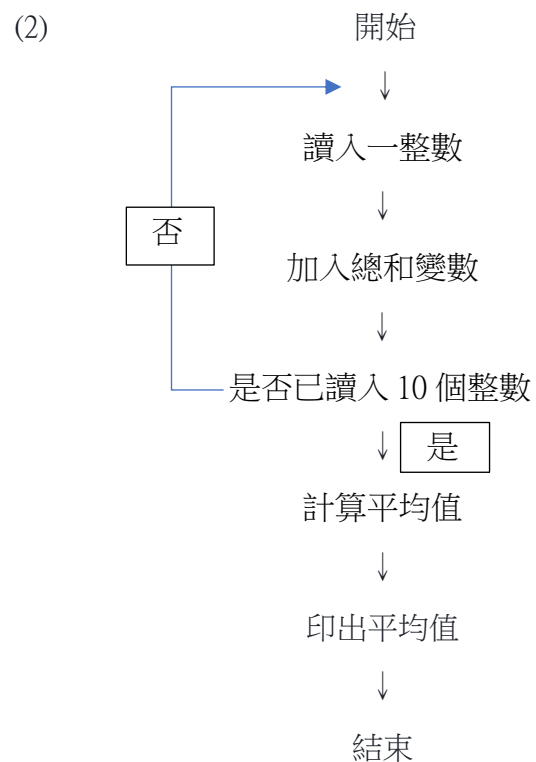 (2)
開始
↓
讀入一整數
↓
否
加入總和變數
↓
是否已讀入 10 個整數
↓ 是
計算平均值
↓
印出平均值
↓
結束